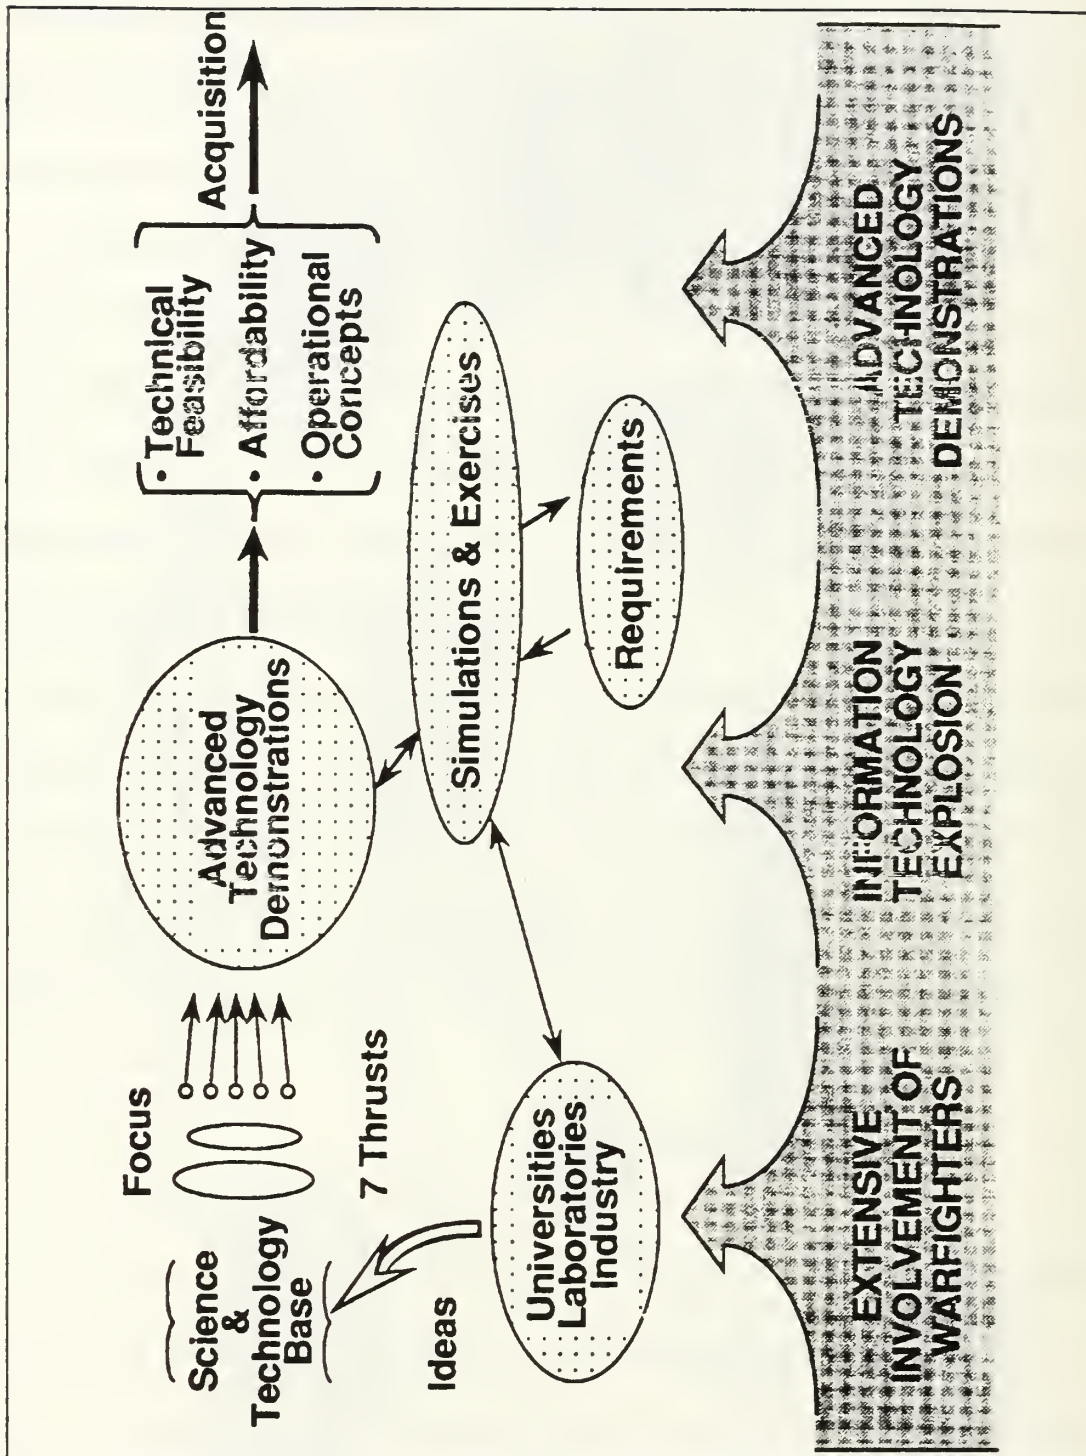 Science
&
Technology
Base
Focus
7 Thrusts
Ideas
Advanced
Technology
Demonstrations
• Technical
Feasibility
• Affordability
• Operational
Concepts
Acquisition
Universities
Laboratories
Industry
Simulations & Exercises
Requirements
EXTENSIVE
INVOLVEMENT OF
WARFIGHTERS
INFORMATION
TECHNOLOGY
EXPLOSION
ADVANCED
TECHNOLOGY
DEMONSTRATIONS